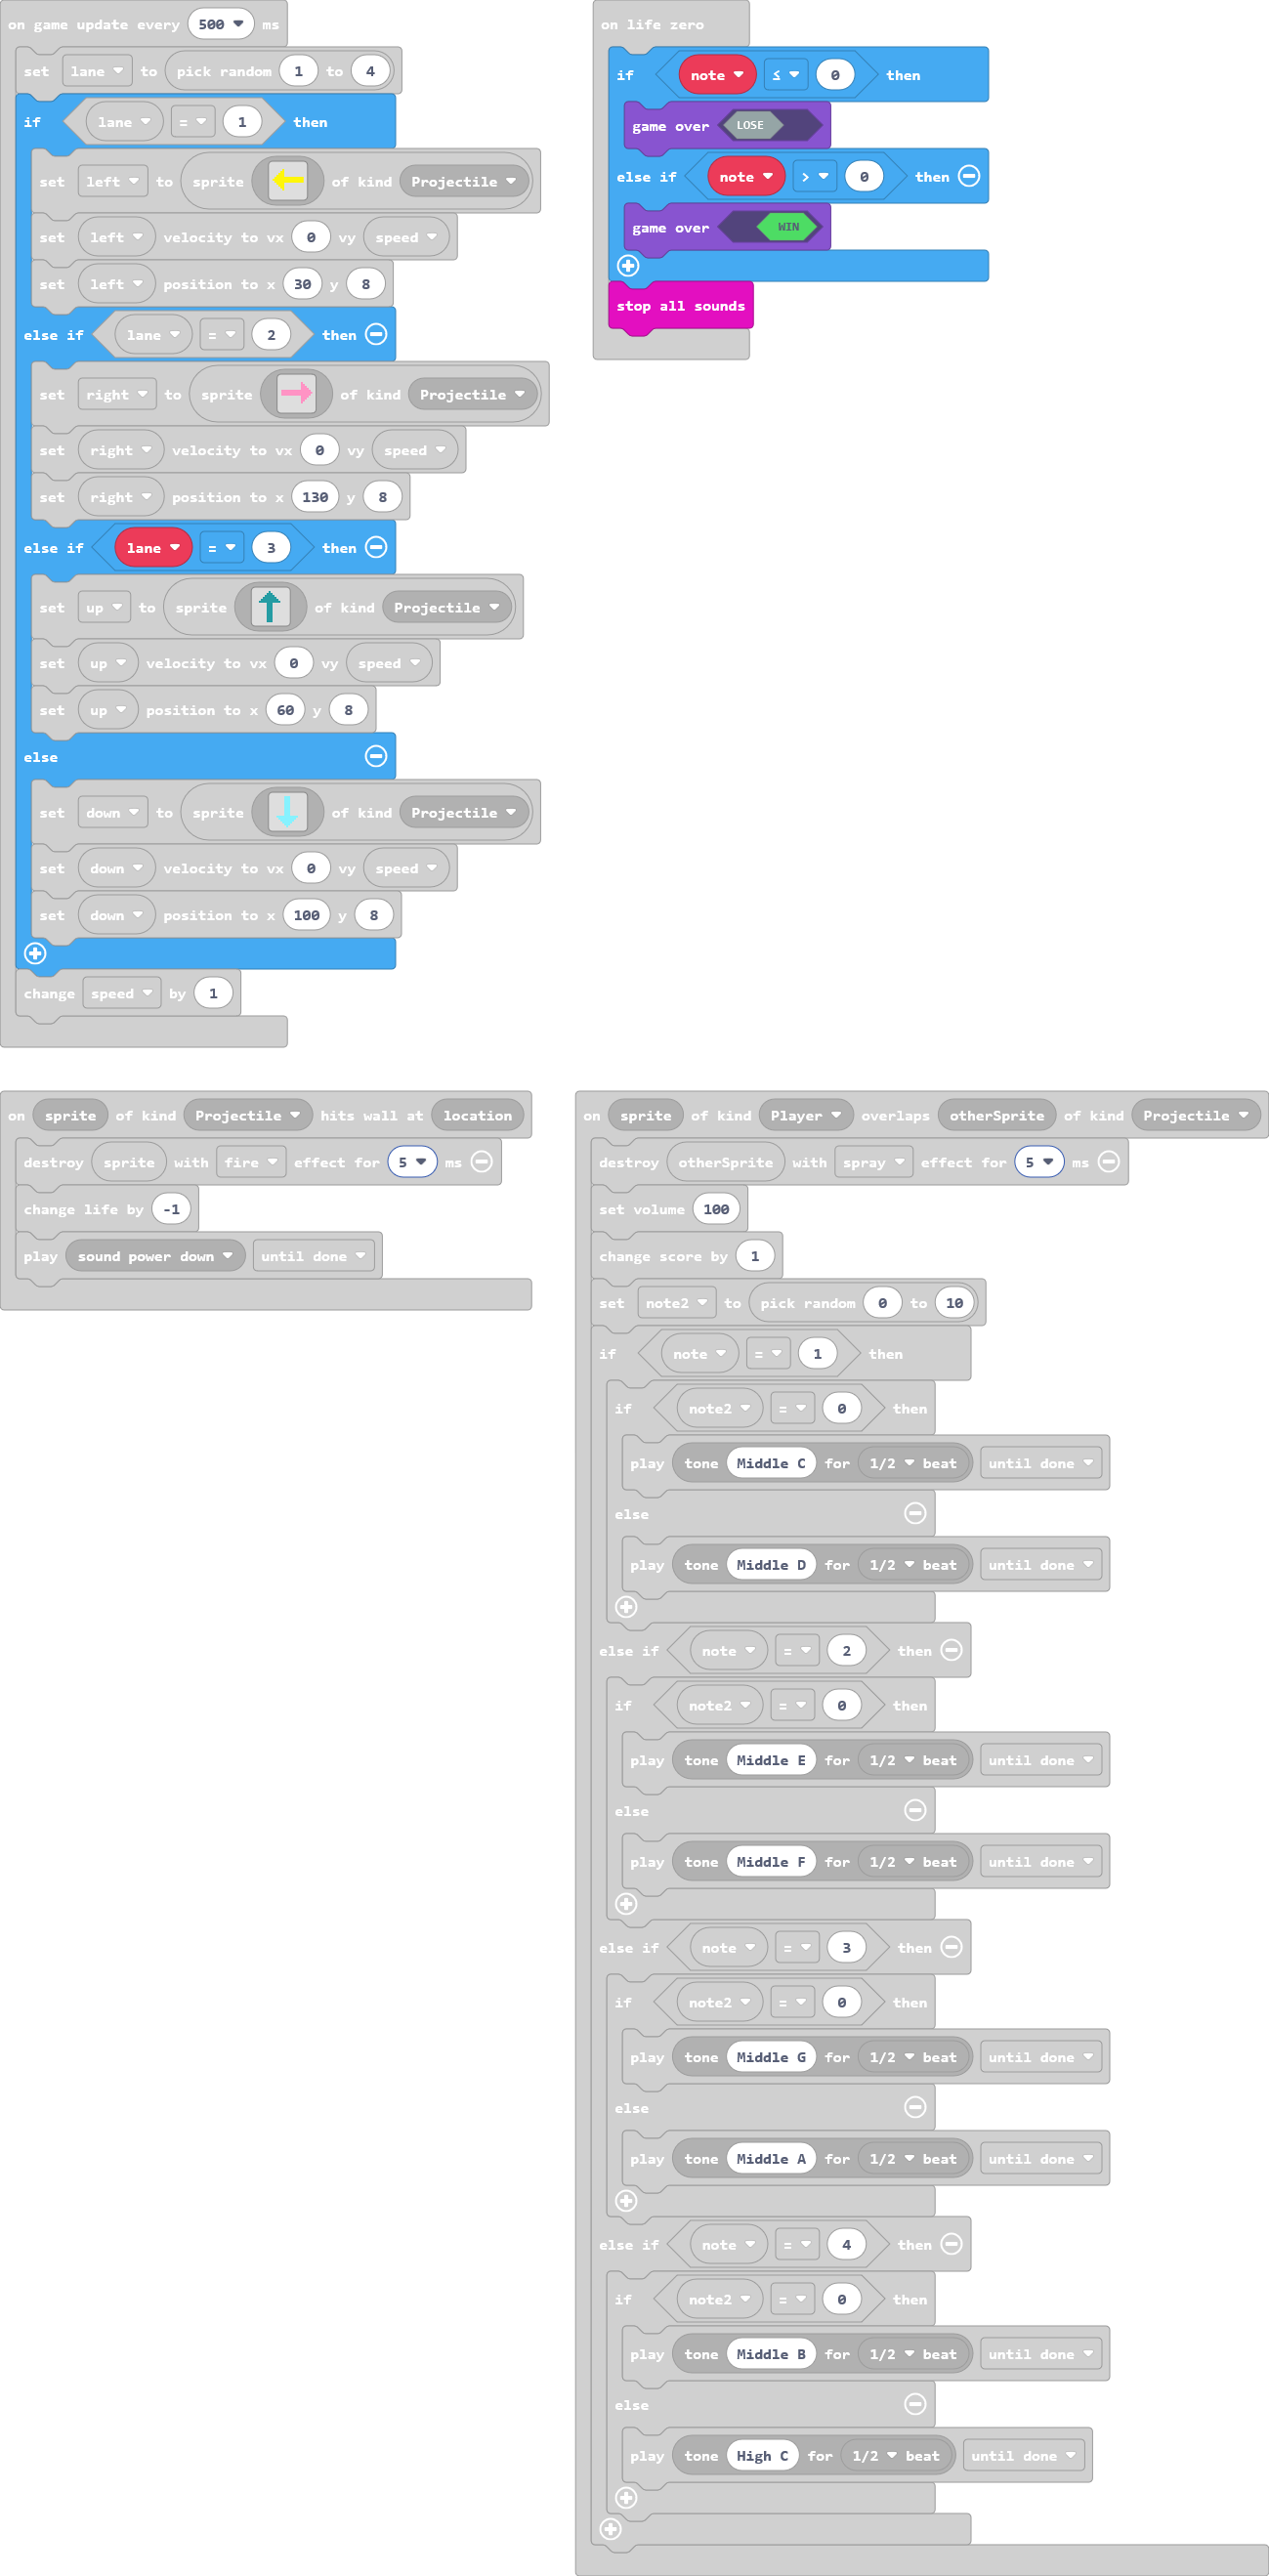 on game update every 500 ms
set lane to pick random 1 to 4
if lane = 1 then
set left to sprite of kind Projectile
set left velocity to vx 0 vy speed
set left position to x 30 y 8
else if lane = 2 then
set right to sprite of kind Projectile
set right velocity to vx 0 vy speed
set right position to x 130 y 8
else if lane = 3 then
set up to sprite of kind Projectile
set up velocity to vx 0 vy speed
set up position to x 60 y 8
else
set down to sprite of kind Projectile
set down velocity to vx 0 vy speed
set down position to x 100 y 8
change speed by 1
on life zero
if note ≤ 0 then
game over LOSE
else if note > 0 then
game over WIN
stop all sounds
on sprite of kind Projectile hits wall at location
destroy sprite with fire effect for 5 ms
change life by -1
play sound power down until done
on sprite of kind Player overlaps otherSprite of kind Projectile
destroy otherSprite with spray effect for 5 ms
set volume 100
change score by 1
set note2 to pick random 0 to 10
if note = 1 then
if note2 = 0 then
play tone Middle C for 1/2 beat until done
else
play tone Middle D for 1/2 beat until done
else if note = 2 then
if note2 = 0 then
play tone Middle E for 1/2 beat until done
else
play tone Middle F for 1/2 beat until done
else if note = 3 then
if note2 = 0 then
play tone Middle G for 1/2 beat until done
else
play tone Middle A for 1/2 beat until done
else if note = 4 then
if note2 = 0 then
play tone Middle B for 1/2 beat until done
else
play tone High C for 1/2 beat until done